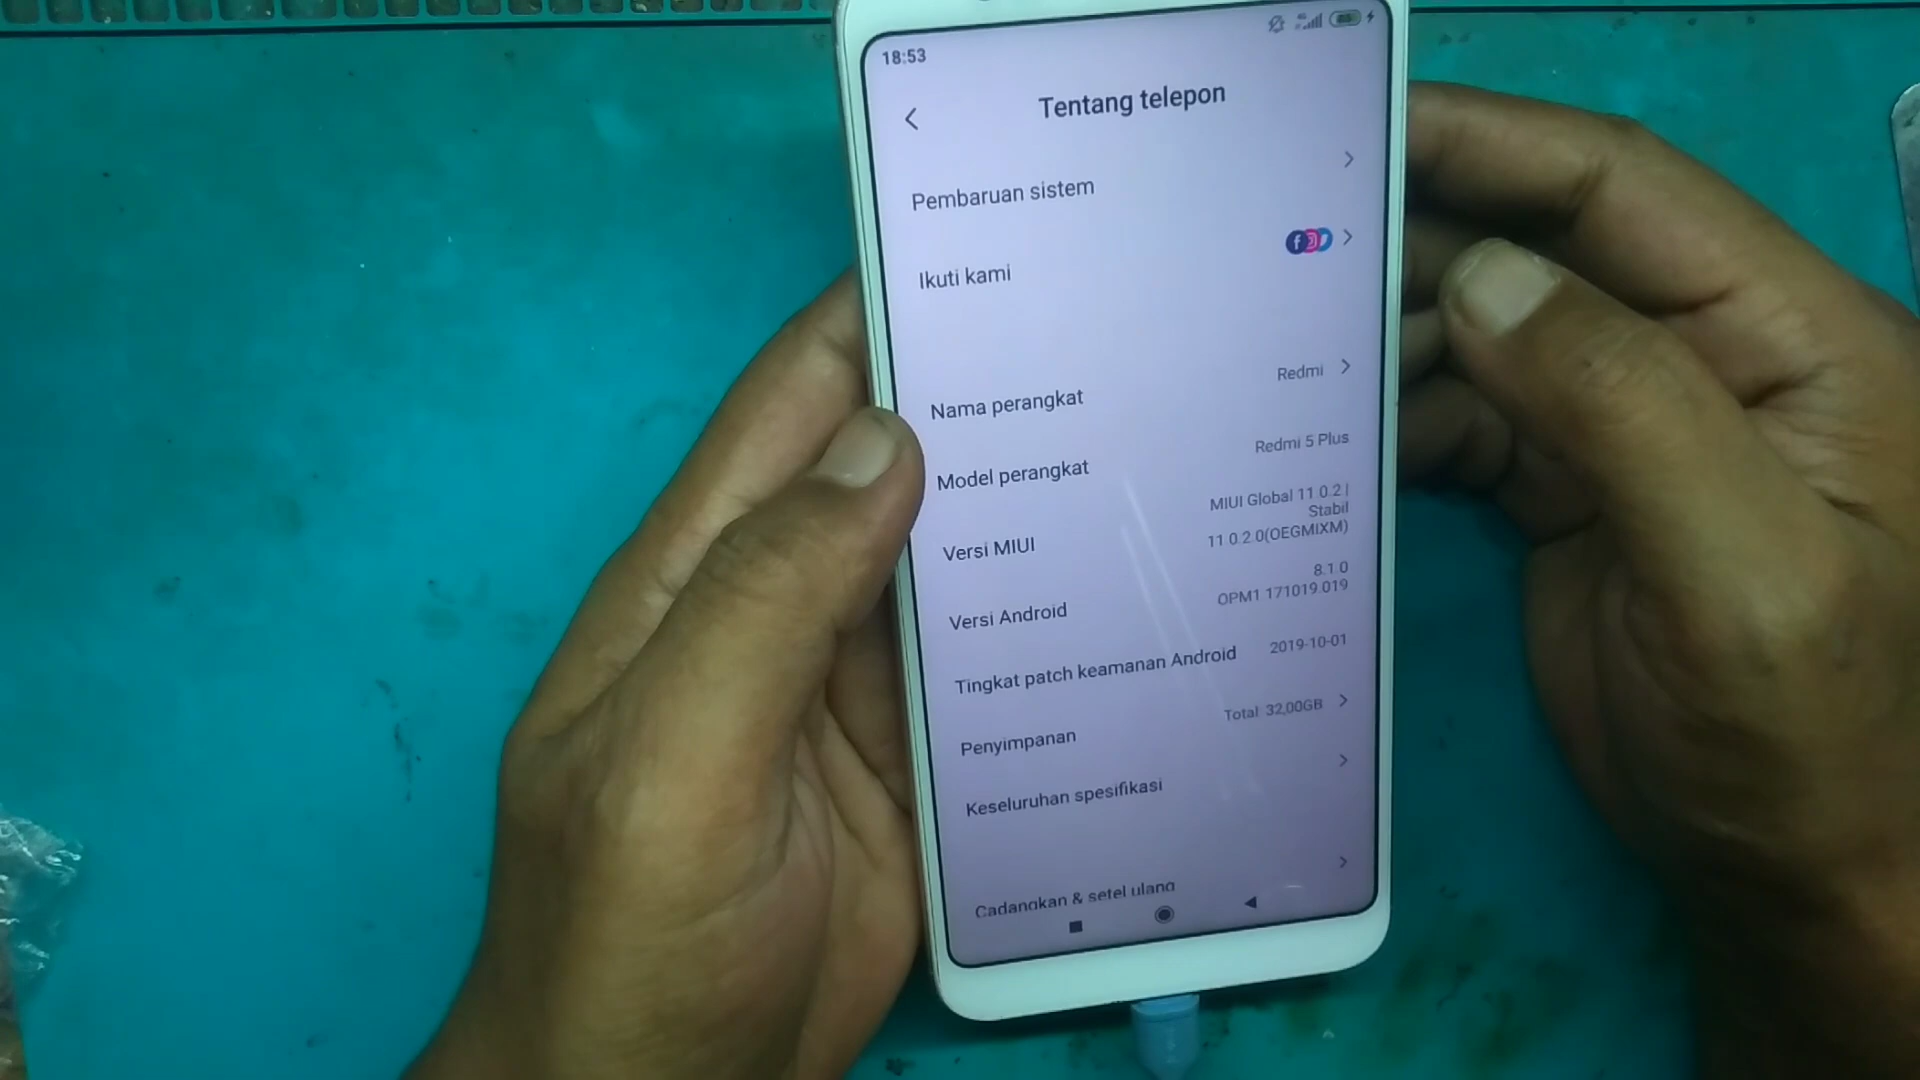 18:53
Tentang telepon
Pembaruan sistem
Ikuti kami
Nama perangkat
Redmi
Model perangkat
Redmi 5 Plus
Versi MIUI
MIUI Global 11.0.2 |
Stabil
11.0.2.0(OEGMIXM)
Versi Android
8.1.0
OPM1.171019.019
Tingkat patch keamanan Android
2019-10-01
Penyimpanan
Total: 32,00GB
Keseluruhan spesifikasi
Cadangkan & setel ulang